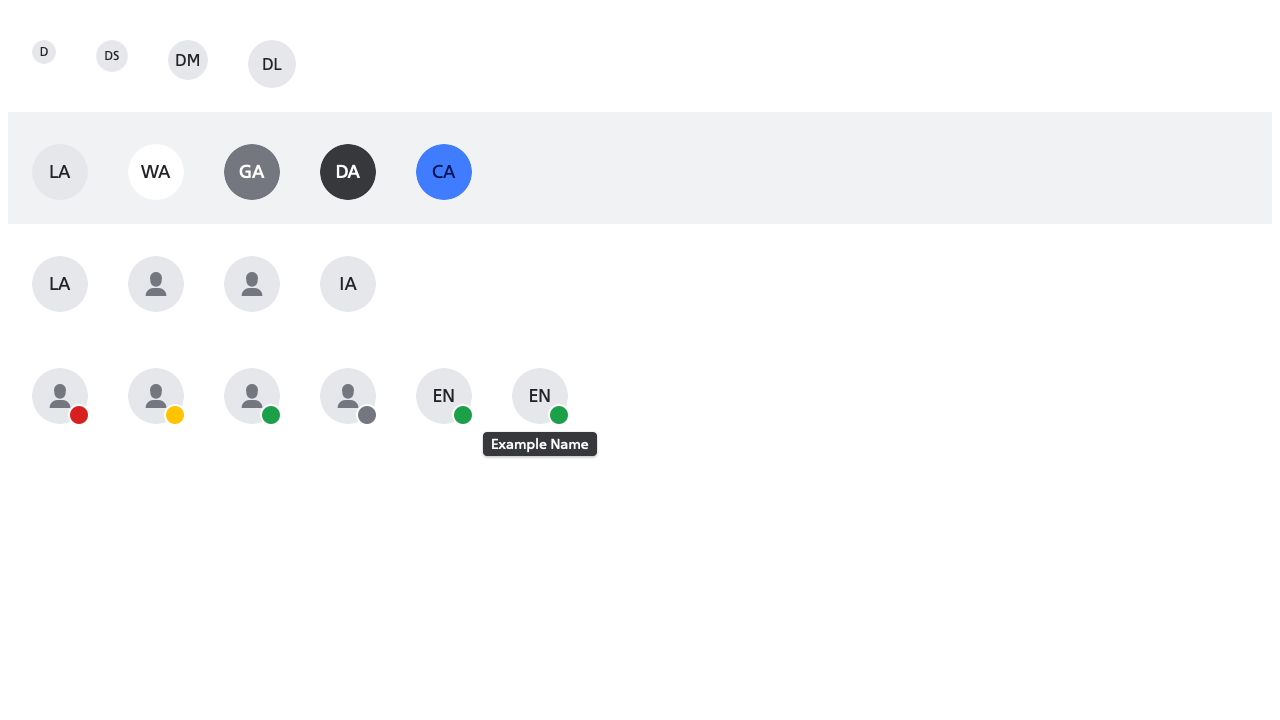 D DS DM DL
LA WA GA DA CA
LA IA
EN EN
Example Name